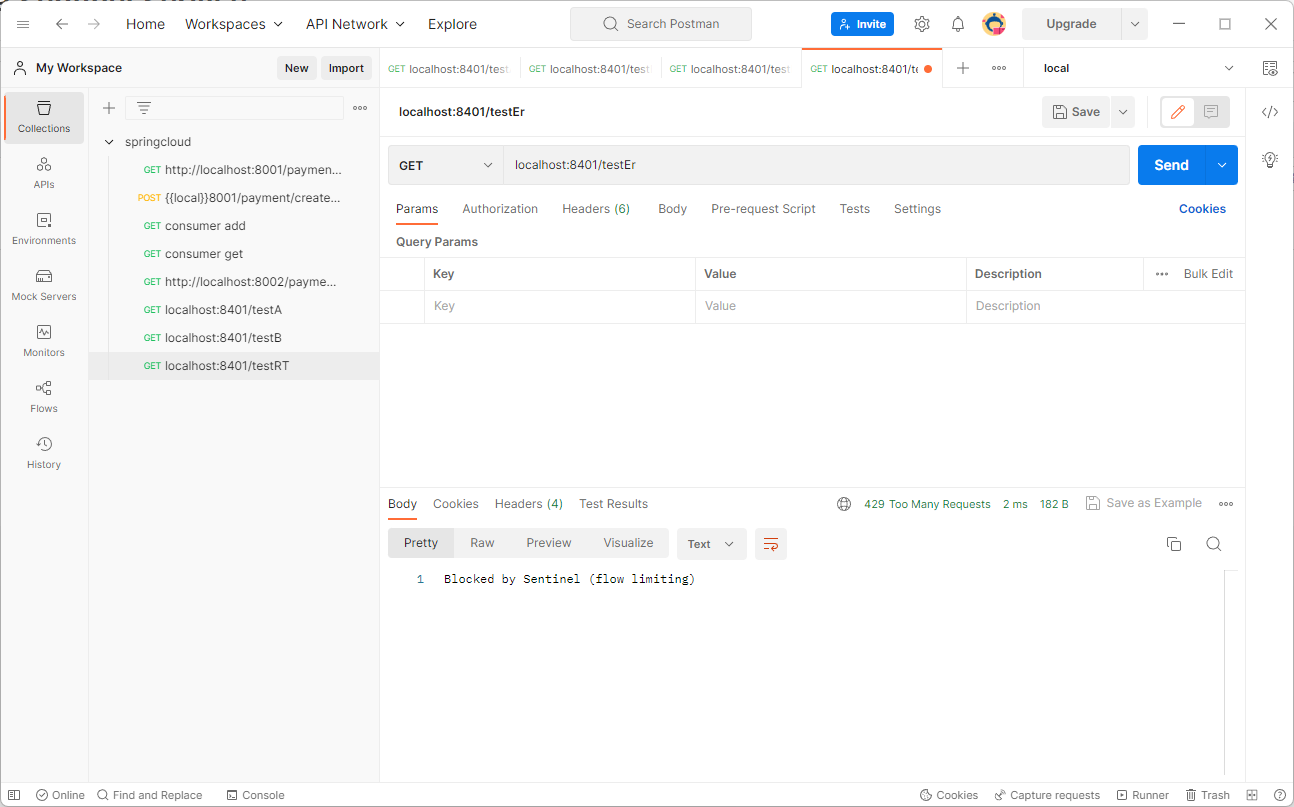 Home Workspaces API Network Explore Search Postman Invite Upgrade
My Workspace New Import GET localhost:8401/test GET localhost:8401/test GET localhost:8401/test GET localhost:8401/te local
localhost:8401/testEr Save
GET localhost:8401/testEr Send
Params Authorization Headers (6) Body Pre-request Script Tests Settings Cookies
Query Params
Key Value Description Bulk Edit
Key Value Description
Collections
APIs
Environments
Mock Servers
Monitors
Flows
History
springcloud
GET http://localhost:8001/paymen...
POST {{local}}8001/payment/create...
GET consumer add
GET consumer get
GET http://localhost:8002/payme...
GET localhost:8401/testA
GET localhost:8401/testB
GET localhost:8401/testRT
Body Cookies Headers (4) Test Results 429 Too Many Requests 2 ms 182 B Save as Example
Pretty Raw Preview Visualize Text
1 Blocked by Sentinel (flow limiting)
Online Find and Replace Console Cookies Capture requests Runner Trash